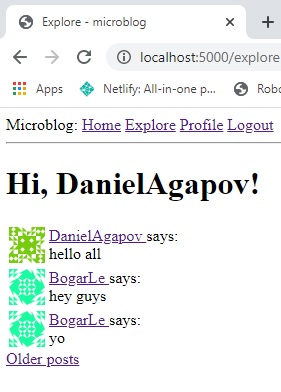 Explore - microblog
localhost:5000/explore
Apps Netlify: All-in-one p... Robo
Microblog: Home Explore Profile Logout
Hi, DanielAgapov!
DanielAgapov says:
hello all
BogarLe says:
hey guys
BogarLe says:
yo
Older posts